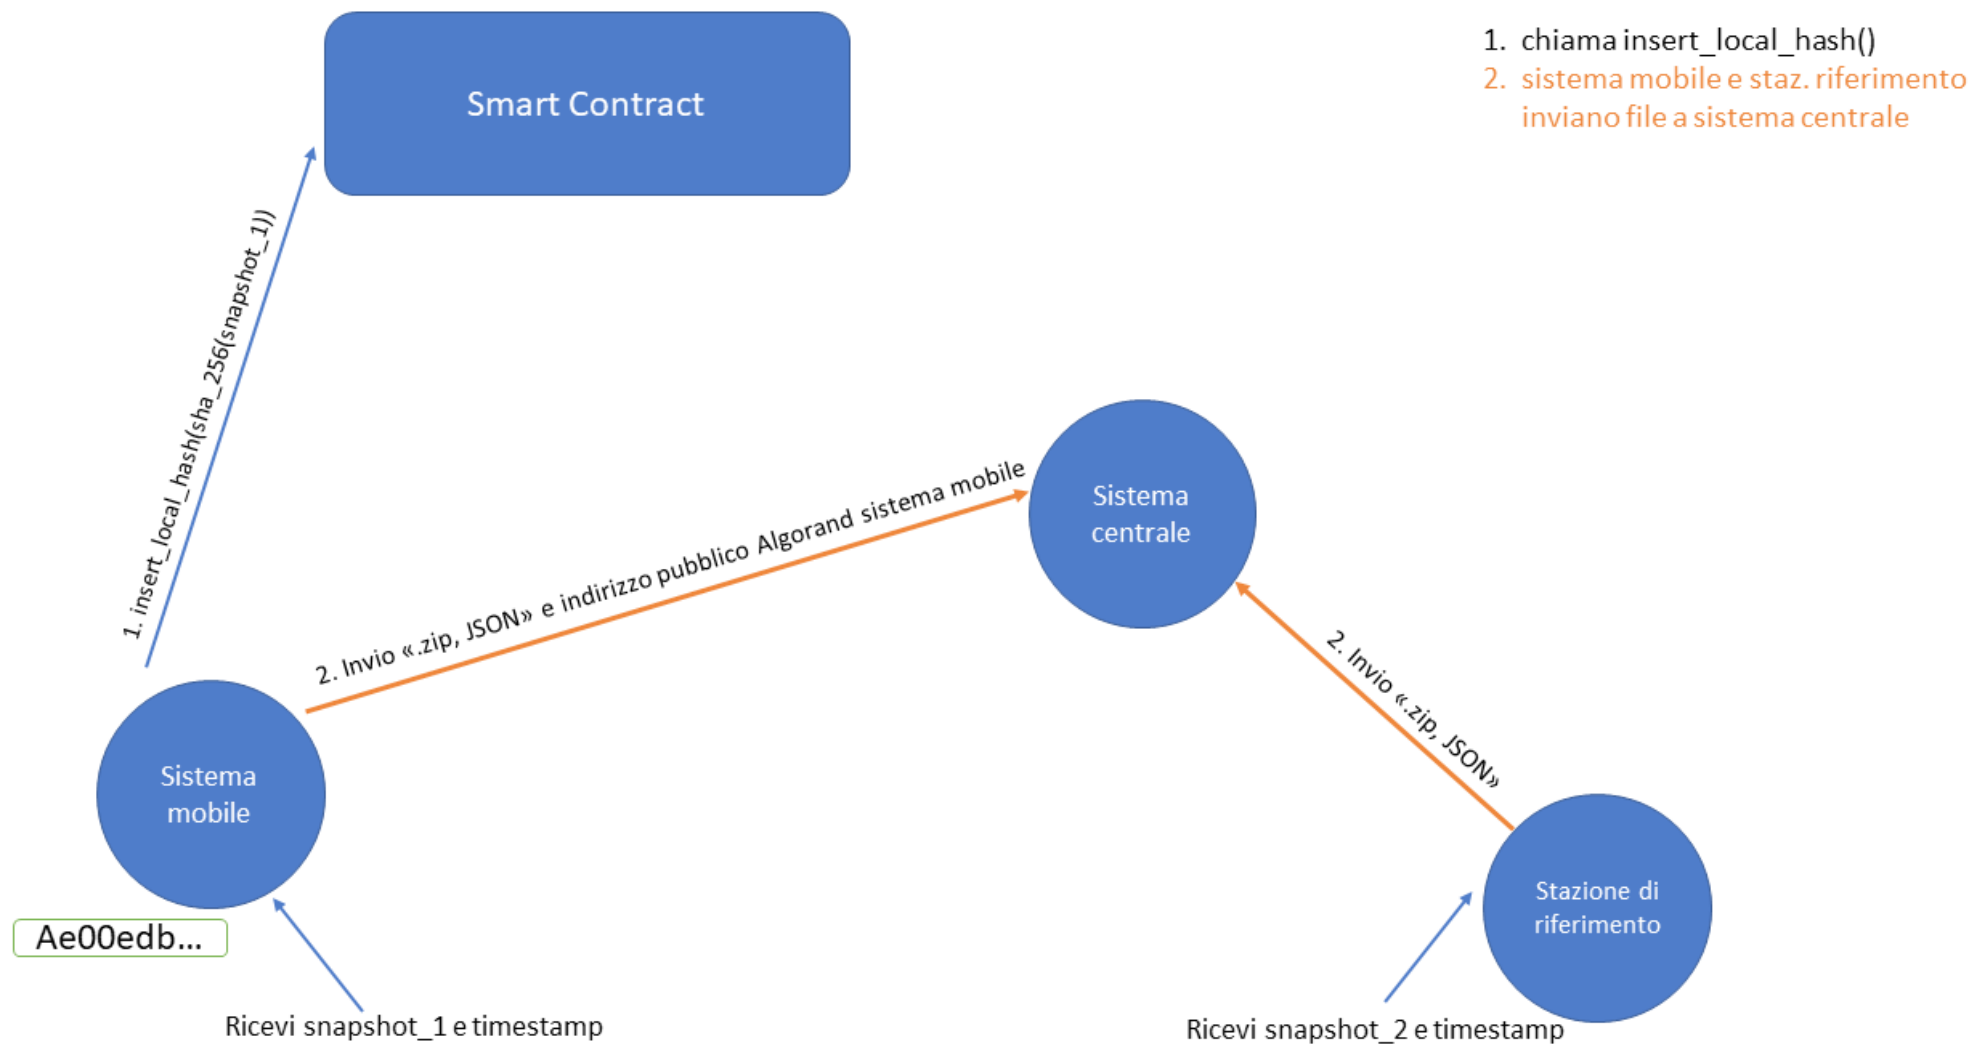 Smart Contract
1. chiama insert_local_hash()
2. sistema mobile e staz. riferimento
inviano file a sistema centrale
1. insert_local_hash(sha_256(snapshot_1))
2. Invio «.zip, JSON» e indirizzo pubblico Algorand sistema mobile
Sistema
centrale
2. Invio «.zip, JSON»
Sistema
mobile
Stazione di
riferimento
Ae00edb...
Ricevi snapshot_1 e timestamp
Ricevi snapshot_2 e timestamp